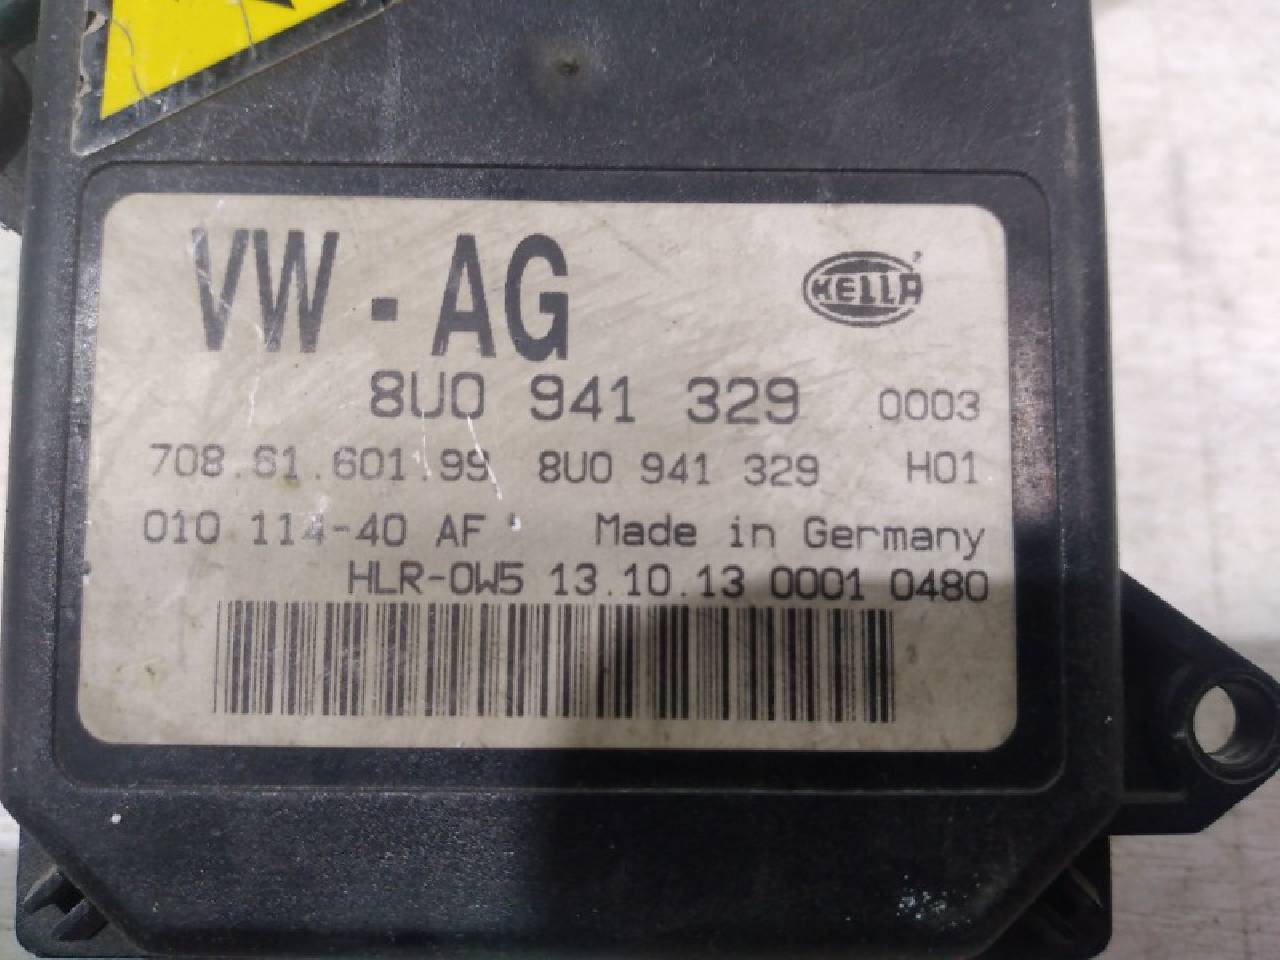 VW - AG
HELLA
8U0 941 329 0003
708.61.601.99 8U0 941 329 H01
010 114-40 AF Made in Germany
HLR-0W5 13.10.13 0001 0480